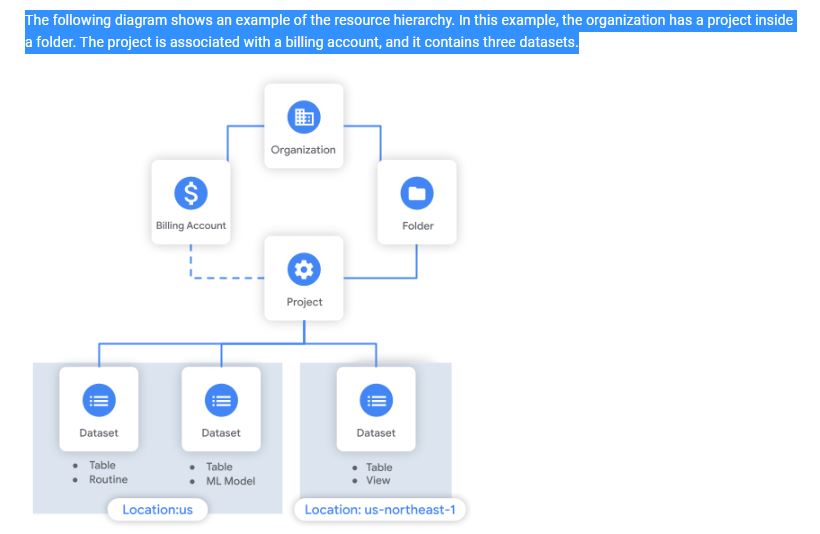 The following diagram shows an example of the resource hierarchy. In this example, the organization has a project inside
a folder. The project is associated with a billing account, and it contains three datasets.
Organization
Billing Account
Folder
Project
Dataset
Dataset
Dataset
Table
Routine
Table
ML Model
Table
View
Location:us
Location: us-northeast-1